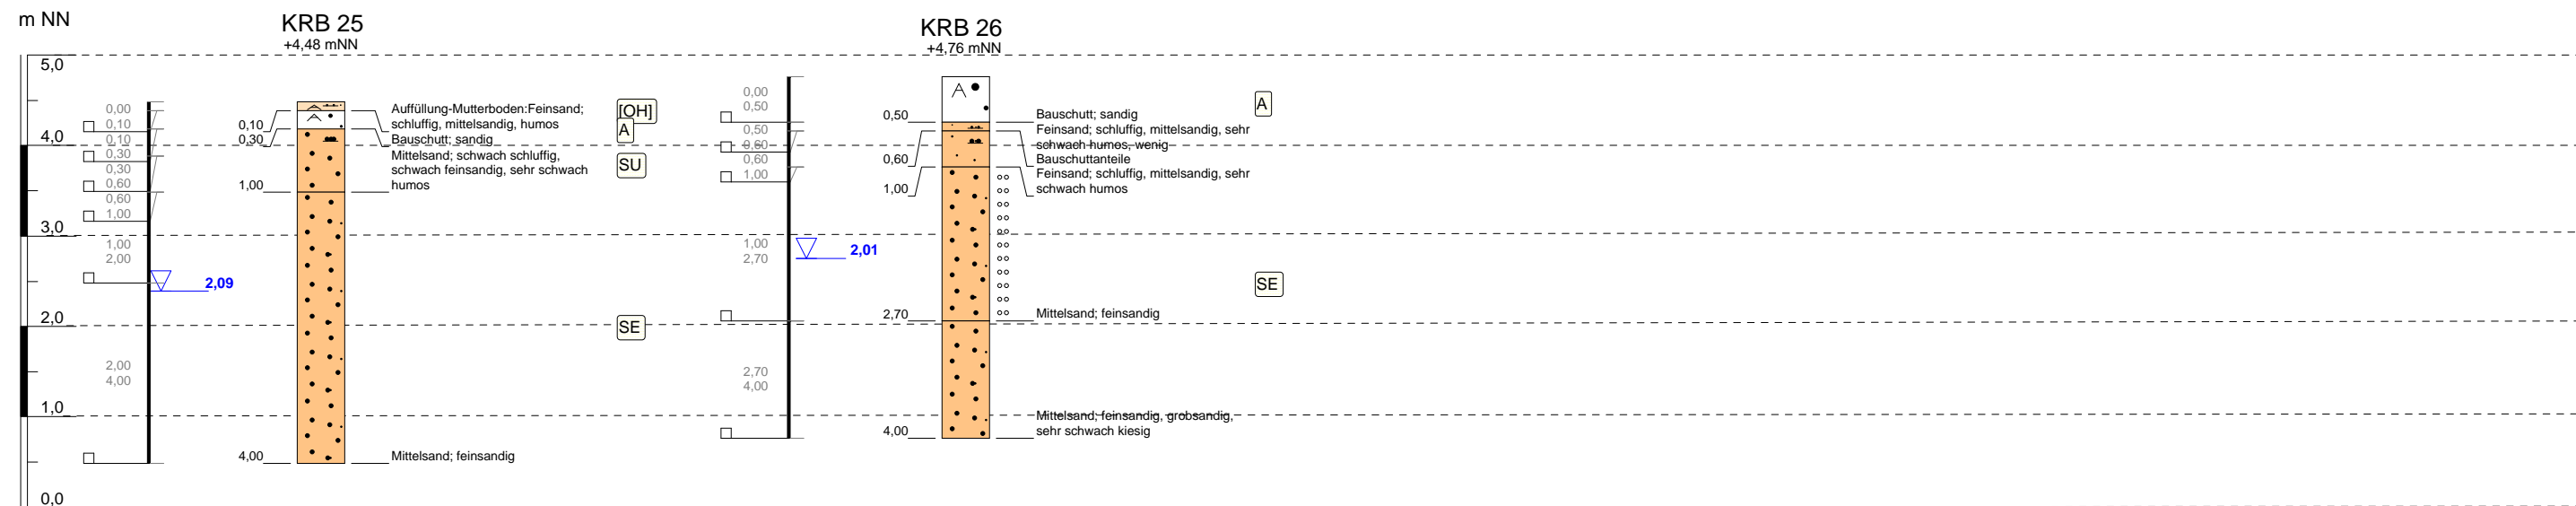 m NN
KRB 25
+4,48 mNN
KRB 26
+4,76 mNN
5,0
4,0
3,0
2,0
1,0
0,0
0,00
0,10
0,10
0,30
0,30
0,60
0,60
1,00
1,00
2,00
2,00
4,00
2,09
0,10
0,30
1,00
4,00
Auffüllung-Mutterboden:Feinsand;
schluffig, mittelsandig, humos
Bauschutt; sandig
Mittelsand; schwach schluffig,
schwach feinsandig, sehr schwach
humos
Mittelsand; feinsandig
[OH]
A
SU
SE
0,00
0,50
0,50
0,60
0,60
1,00
1,00
2,70
2,70
4,00
2,01
0,50
0,60
1,00
2,70
4,00
Bauschutt; sandig
Feinsand; schluffig, mittelsandig, sehr
schwach humos, wenig
Bauschuttanteile
Feinsand; schluffig, mittelsandig, sehr
schwach humos
Mittelsand; feinsandig
Mittelsand; feinsandig, grobsandig,
sehr schwach kiesig
A
SE